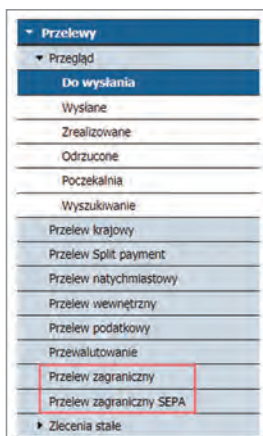 Przelewy
Przegląd
Do wysłania
Wysłane
Zrealizowane
Odrzucone
Poczekalnia
Wyszukiwanie
Przelew krajowy
Przelew Split payment
Przelew natychmiastowy
Przelew wewnętrzny
Przelew podatkowy
Przewalutowanie
Przelew zagraniczny
Przelew zagraniczny SEPA
Zlecenia stałe